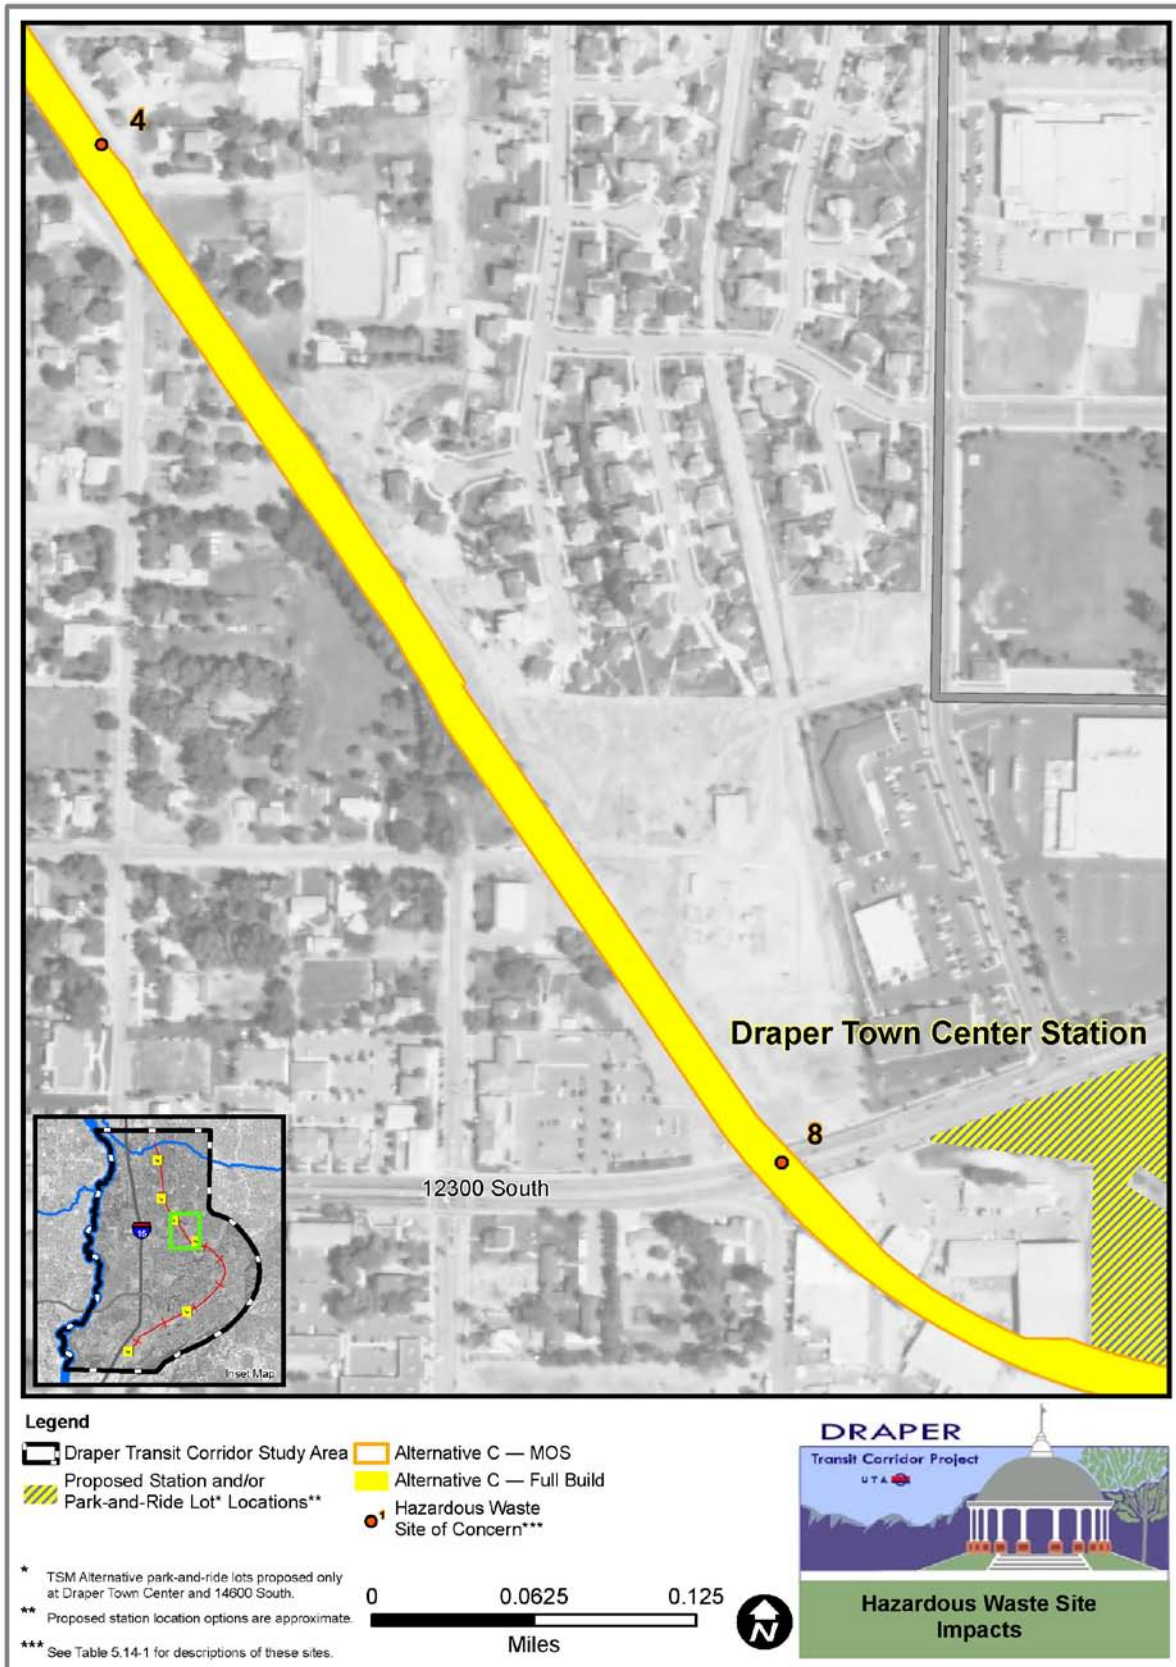 4
Draper Town Center Station
8
12300 South
15
Inset Map
Legend
Draper Transit Corridor Study Area
Proposed Station and/or
Park-and-Ride Lot* Locations**
Alternative C — MOS
Alternative C — Full Build
1
Hazardous Waste
Site of Concern***
* TSM Alternative park-and-ride lots proposed only
at Draper Town Center and 14600 South.
** Proposed station location options are approximate.
*** See Table 5.14-1 for descriptions of these sites.
0 0.0625 0.125
Miles
N
DRAPER
Transit Corridor Project
UTA
Hazardous Waste Site
Impacts